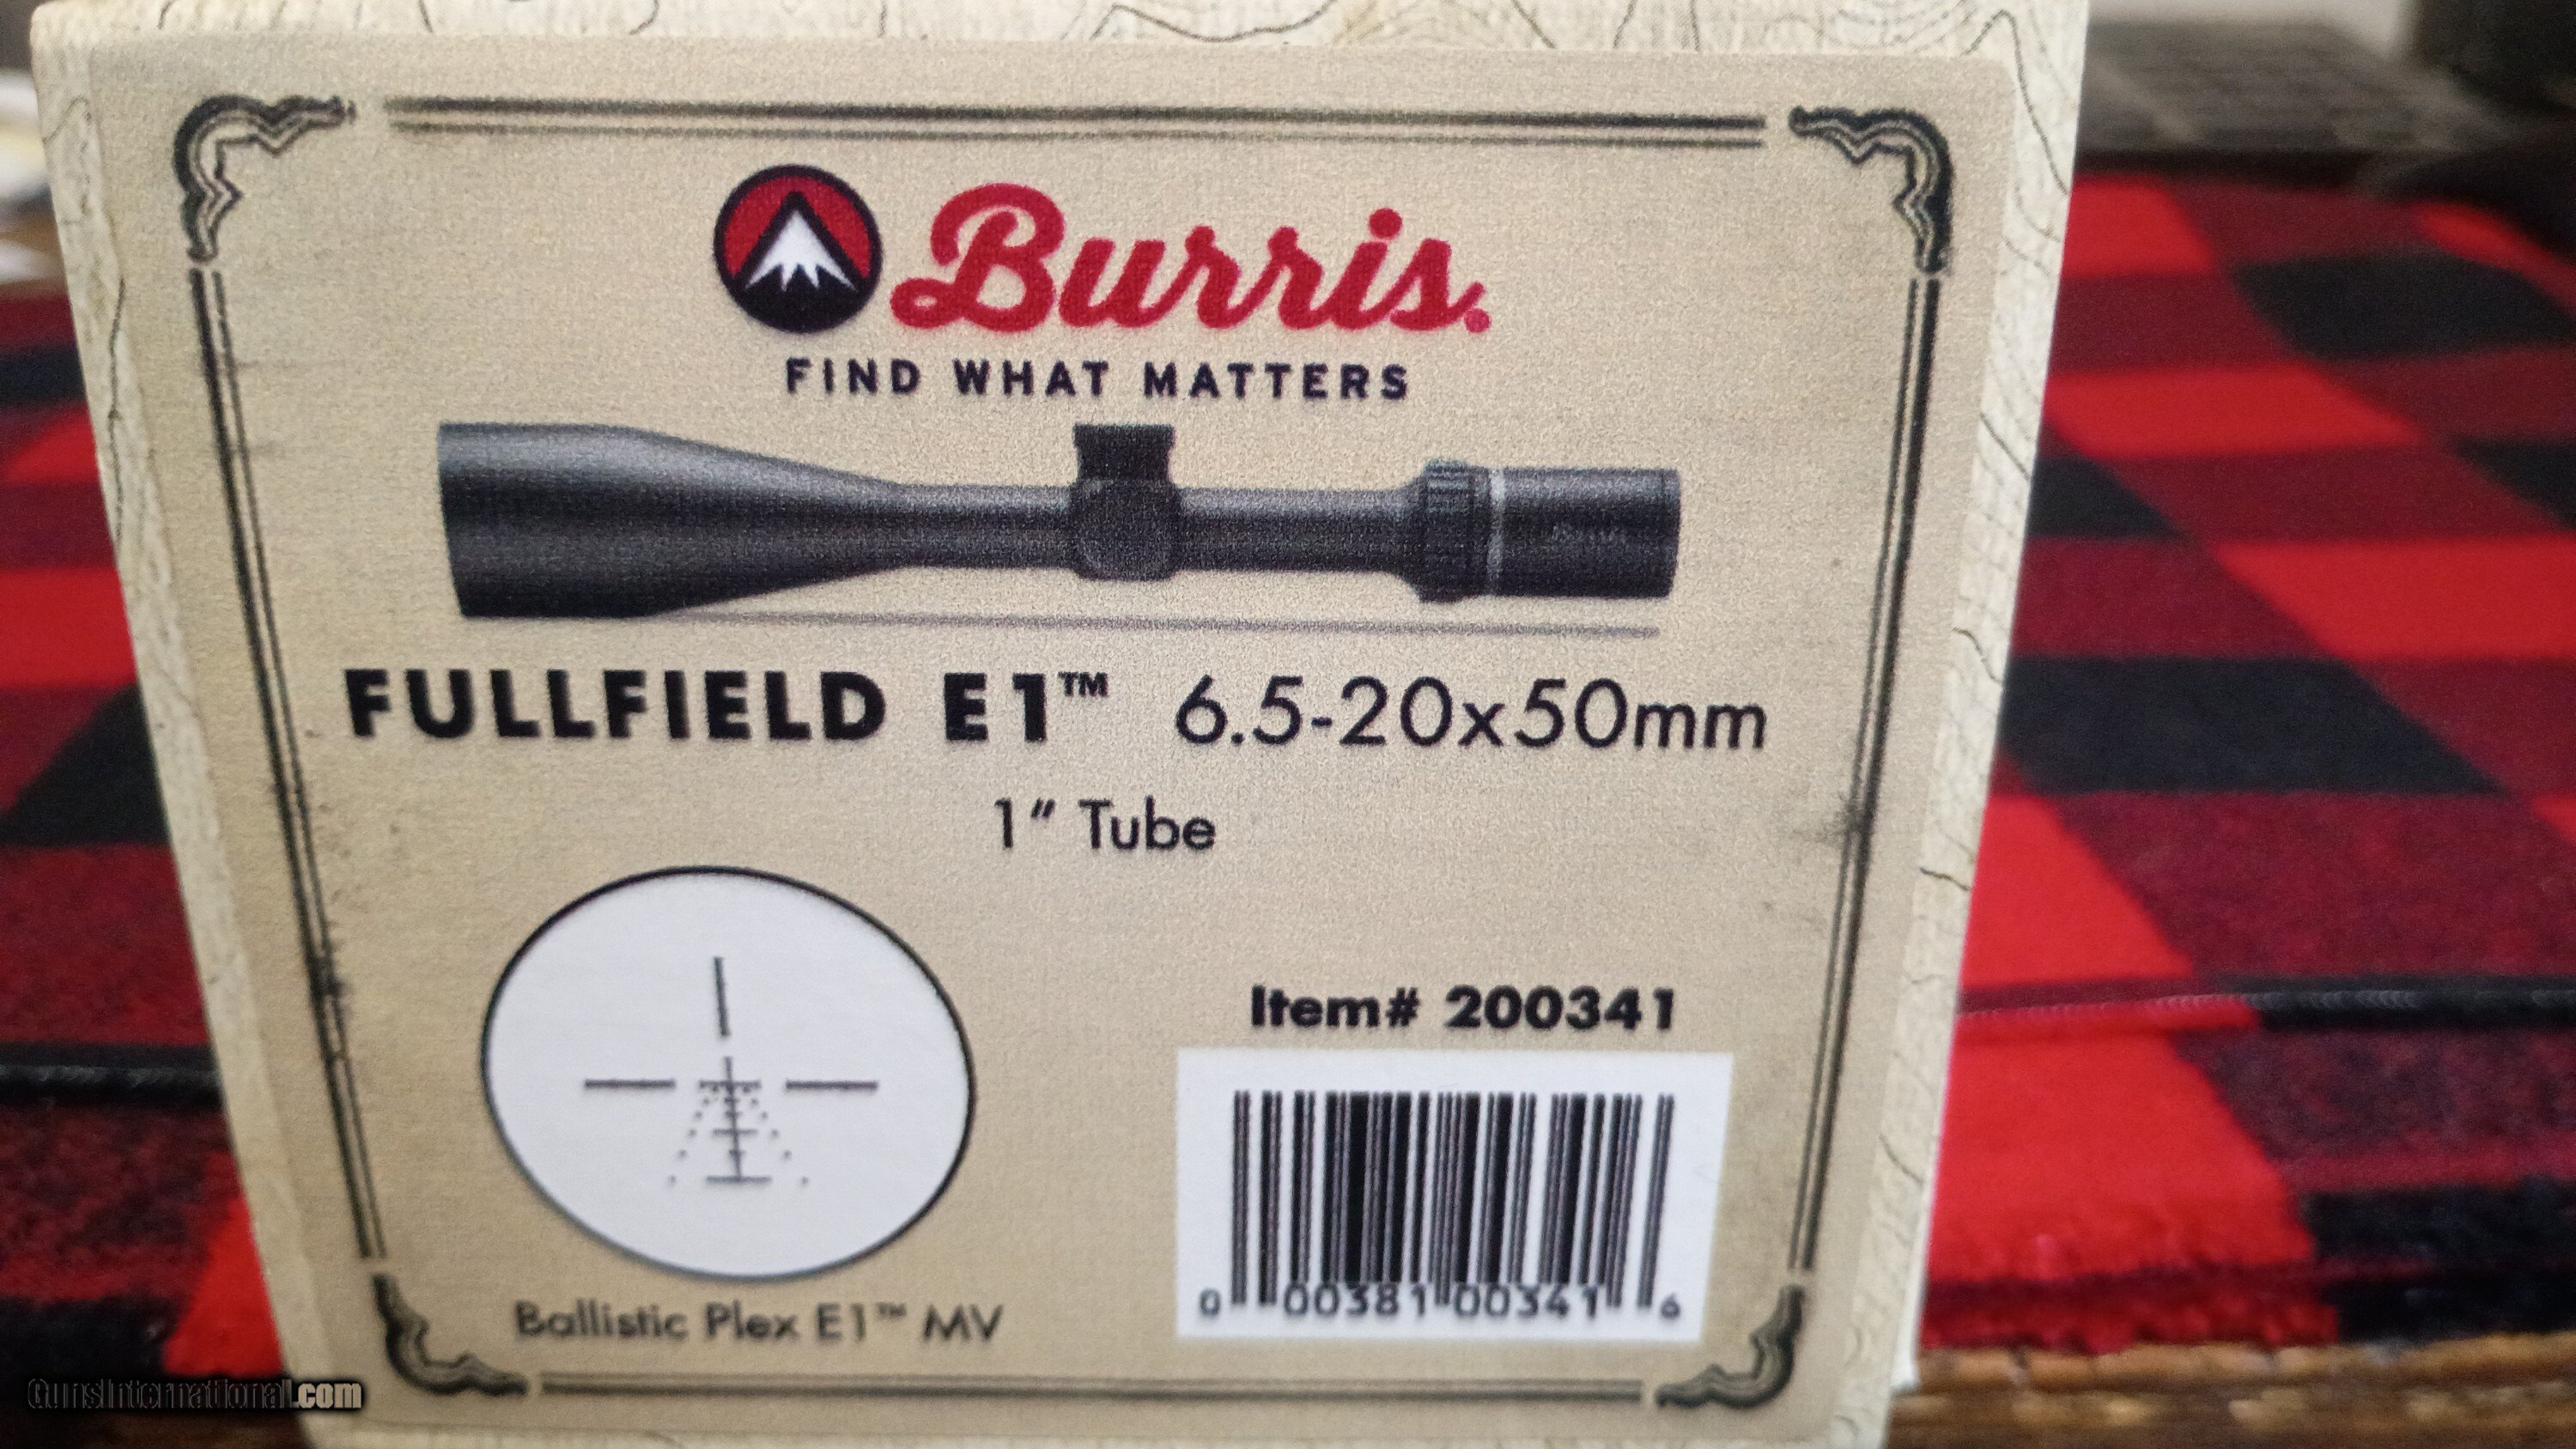 Burris.
FIND WHAT MATTERS
FULLFIELD E1™ 6.5-20x50mm
1" Tube
Item# 200341
0 00381 00341 6
Ballistic Plex E1™ MV
GunsInternational.com